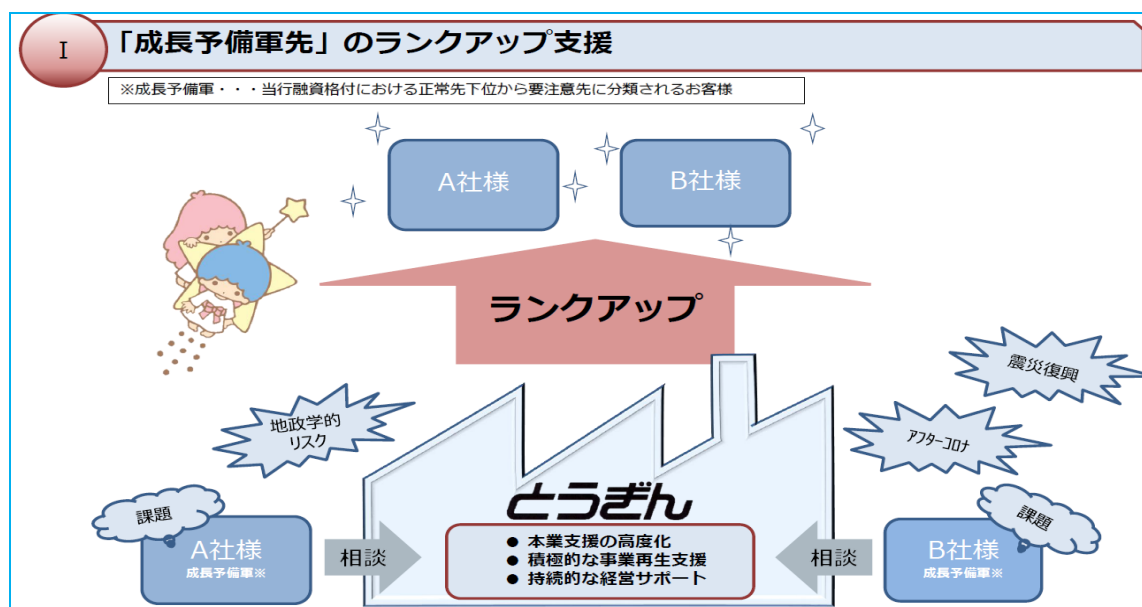 I
「成長予備軍先」のランクアップ支援
※成長予備軍・・・当行融資格付における正常先下位から要注意先に分類されるお客様
A社様
B社様
ランクアップ
震災復興
地政学的
リスク
アフターコロナ
とうぎん
課題
課題
A社様
成長予備軍※
相談
● 本業支援の高度化
● 積極的な事業再生支援
● 持続的な経営サポート
相談
B社様
成長予備軍※